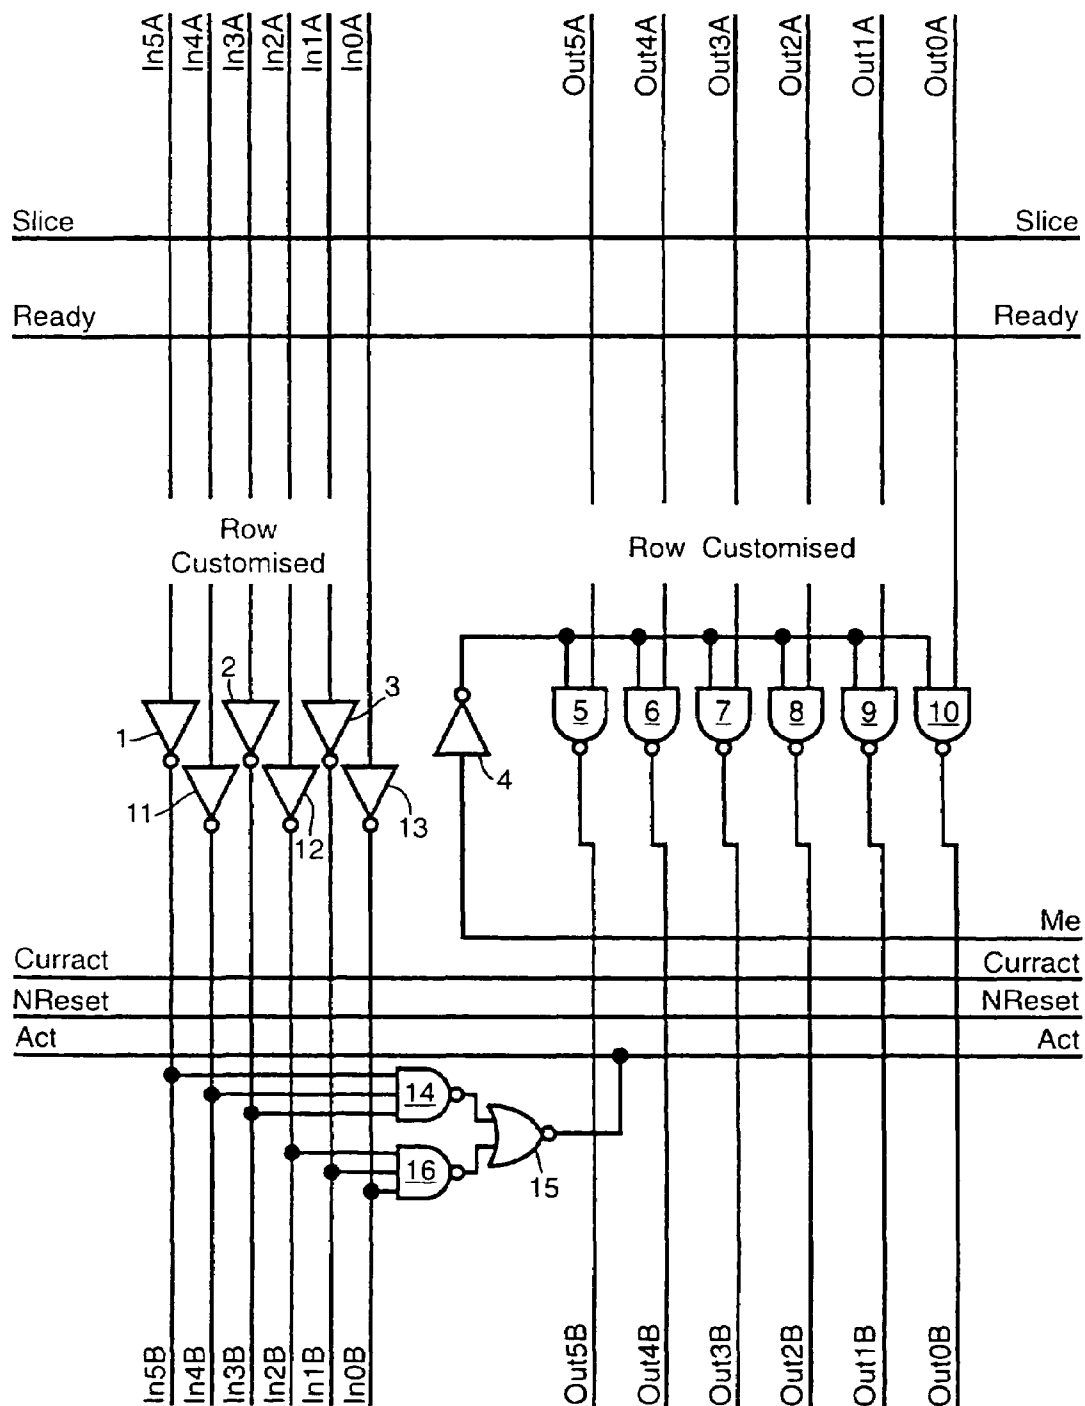 In5A
In4A
In3A
In2A
In1A
In0A
Out5A
Out4A
Out3A
Out2A
Out1A
Out0A
Slice
Slice
Ready
Ready
Row
Customised
Row Customised
2
3
1
5
6
7
8
9
10
4
11
12
13
Me
Curract
Curract
NReset
NReset
Act
Act
14
16
15
In5B
In4B
In3B
In2B
In1B
In0B
Out5B
Out4B
Out3B
Out2B
Out1B
Out0B